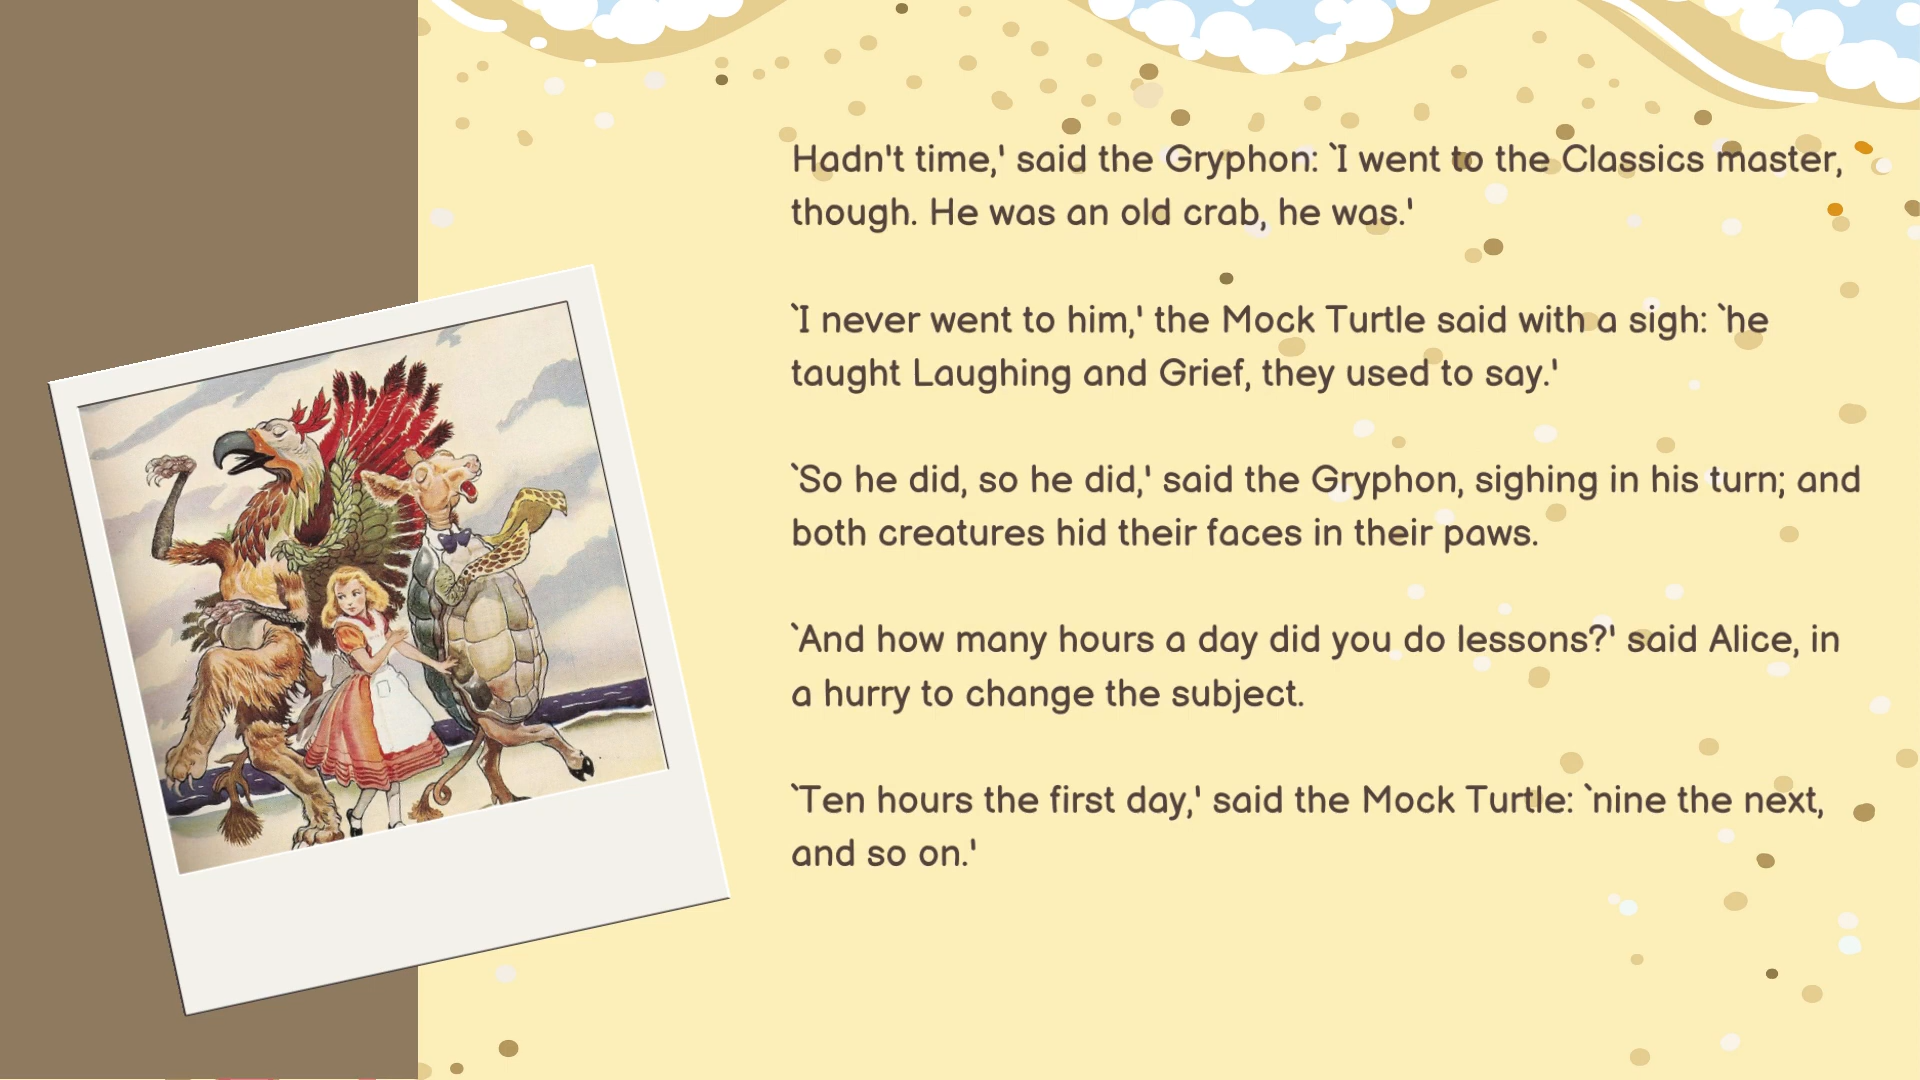 Hadn't time,' said the Gryphon: `I went to the Classics master,
though. He was an old crab, he was.'
`I never went to him,' the Mock Turtle said with a sigh: `he
taught Laughing and Grief, they used to say.'
`So he did, so he did,' said the Gryphon, sighing in his turn; and
both creatures hid their faces in their paws.
`And how many hours a day did you do lessons?' said Alice, in
a hurry to change the subject.
`Ten hours the first day,' said the Mock Turtle: `nine the next,
and so on.'